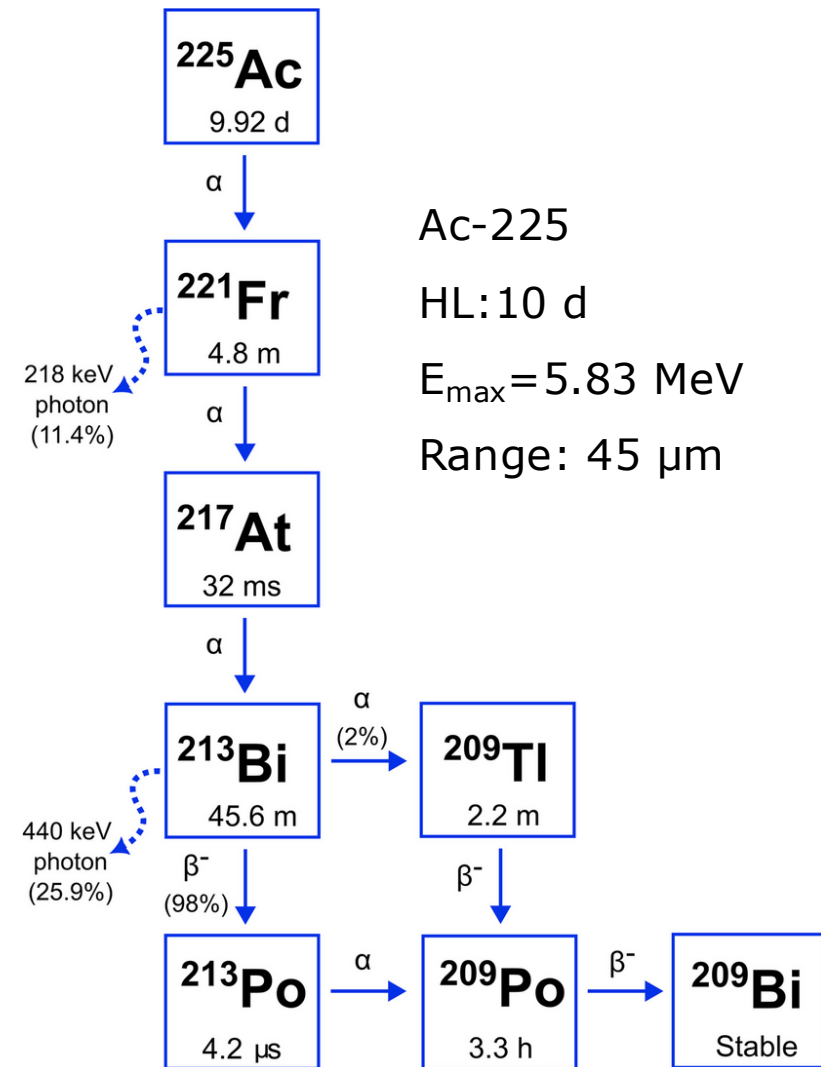 ²²⁵Ac
9.92 d
α
Ac-225
HL:10 d
Eₘₐₓ=5.83 MeV
Range: 45 µm
²²¹Fr
4.8 m
218 keV
photon
(11.4%)
α
²¹⁷At
32 ms
α
²¹³Bi
45.6 m
α
(2%)
²⁰⁹Tl
2.2 m
440 keV
photon
(25.9%)
β⁻
(98%)
β⁻
²¹³Po
4.2 µs
α
²⁰⁹Po
3.3 h
β⁻
²⁰⁹Bi
Stable